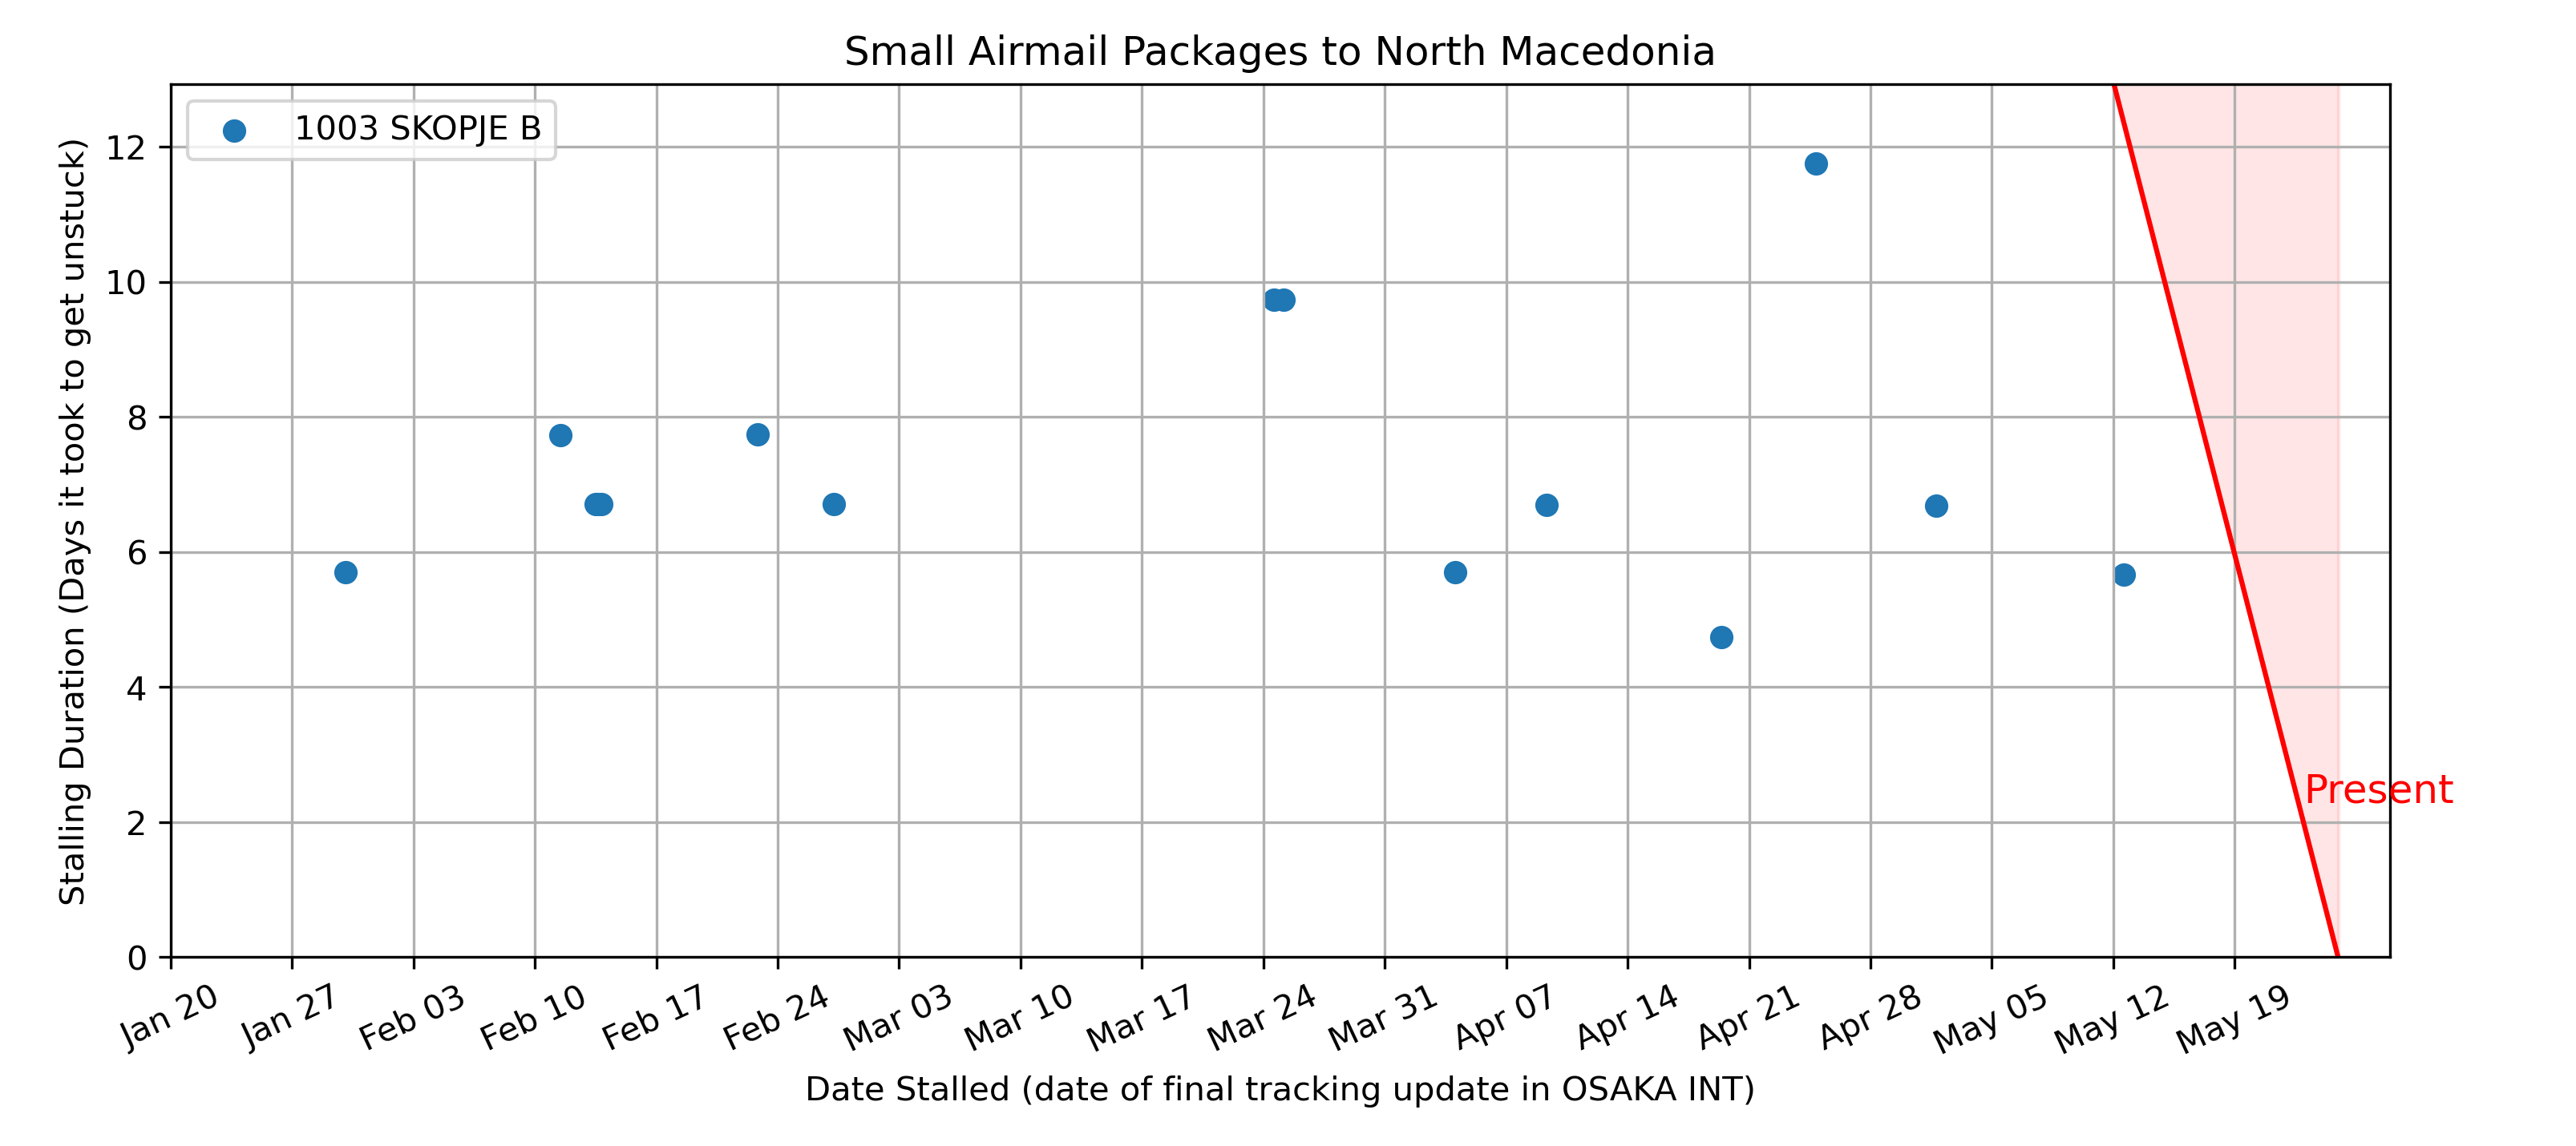 Small Airmail Packages to North Macedonia
1003 SKOPJE B
Stalling Duration (Days it took to get unstuck)
12
10
8
6
4
2
0
Present
Jan 20
Jan 27
Feb 03
Feb 10
Feb 17
Feb 24
Mar 03
Mar 10
Mar 17
Mar 24
Mar 31
Apr 07
Apr 14
Apr 21
Apr 28
May 05
May 12
May 19
Date Stalled (date of final tracking update in OSAKA INT)